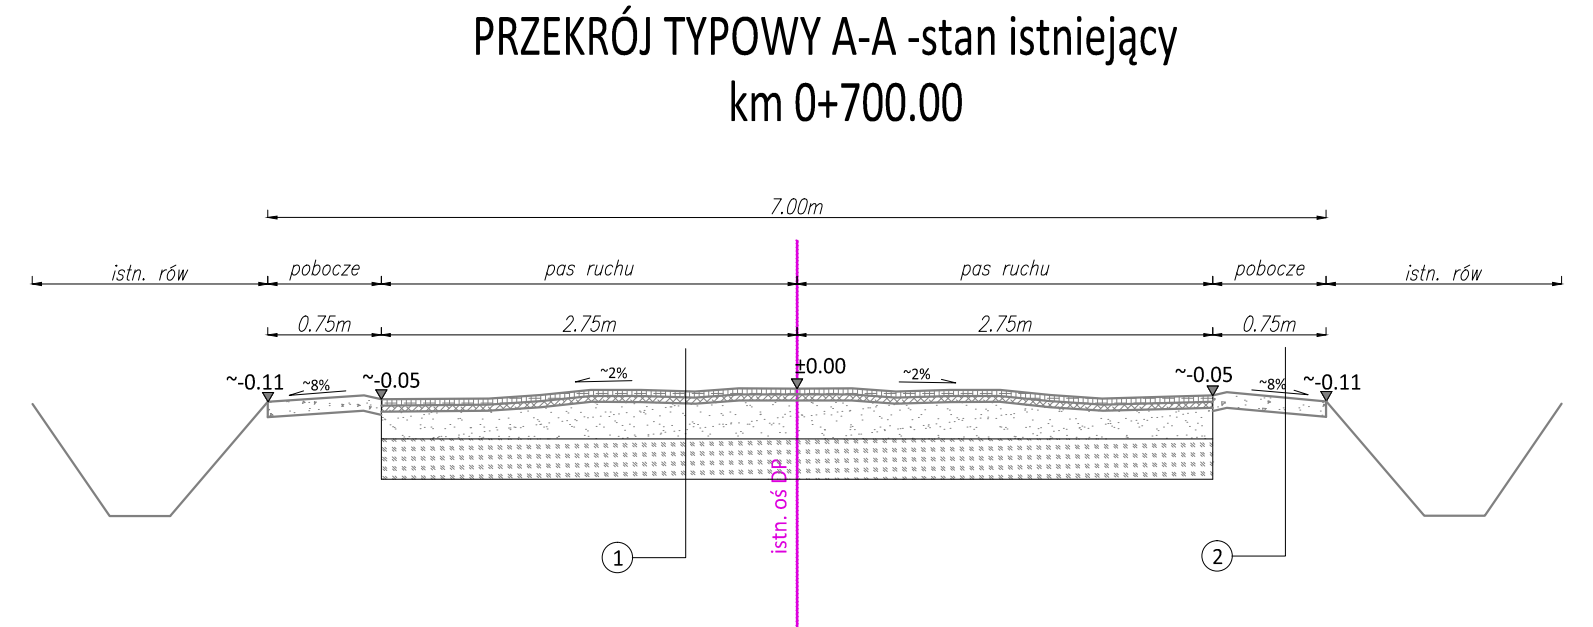 PRZEKRÓJ TYPOWY A-A -stan istniejący
km 0+700.00
7.00m
istn. rów pobocze pas ruchu pas ruchu pobocze istn. rów
0.75m 2.75m 2.75m 0.75m
~-0.11 ~8% ~-0.05 ~2% ±0.00 ~2% ~-0.05 ~8% ~-0.11
istn. oś DP
1 2